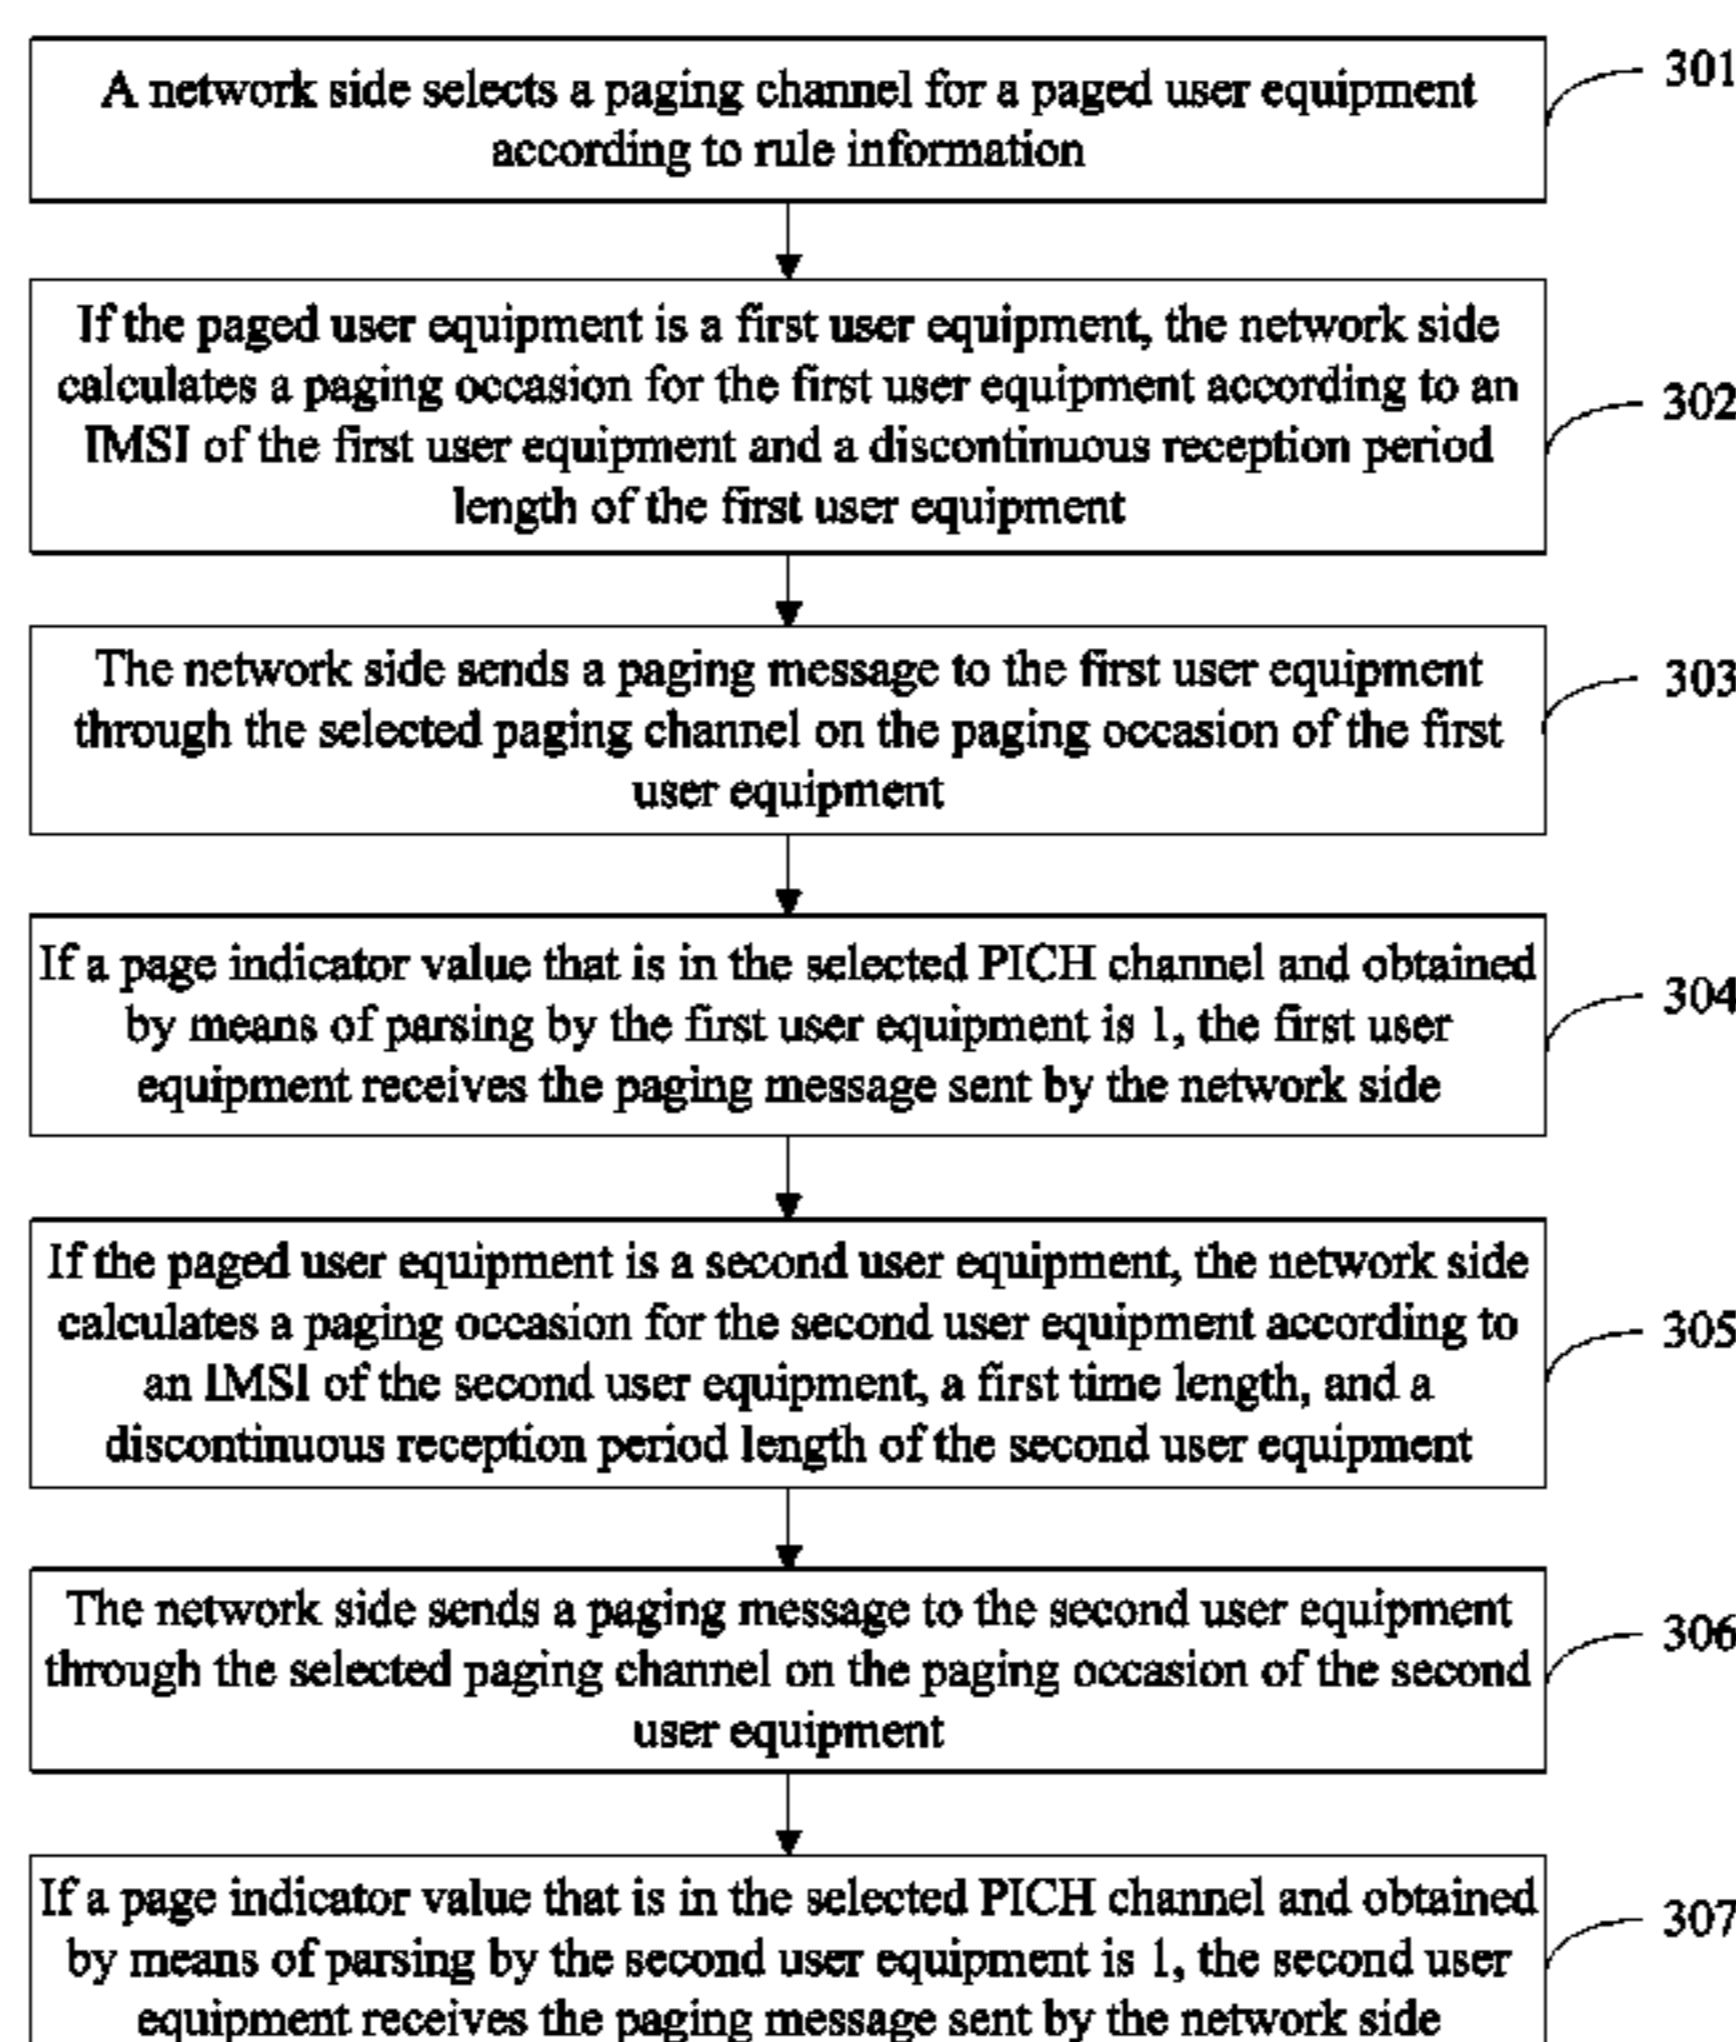 A network side selects a paging channel for a paged user equipment
according to rule information
301
If the paged user equipment is a first user equipment, the network side
calculates a paging occasion for the first user equipment according to an
IMSI of the first user equipment and a discontinuous reception period
length of the first user equipment
302
The network side sends a paging message to the first user equipment
through the selected paging channel on the paging occasion of the first
user equipment
303
If a page indicator value that is in the selected PICH channel and obtained
by means of parsing by the first user equipment is 1, the first user
equipment receives the paging message sent by the network side
304
If the paged user equipment is a second user equipment, the network side
calculates a paging occasion for the second user equipment according to
an IMSI of the second user equipment, a first time length, and a
discontinuous reception period length of the second user equipment
305
The network side sends a paging message to the second user equipment
through the selected paging channel on the paging occasion of the second
user equipment
306
If a page indicator value that is in the selected PICH channel and obtained
by means of parsing by the second user equipment is 1, the second user
equipment receives the paging message sent by the network side
307